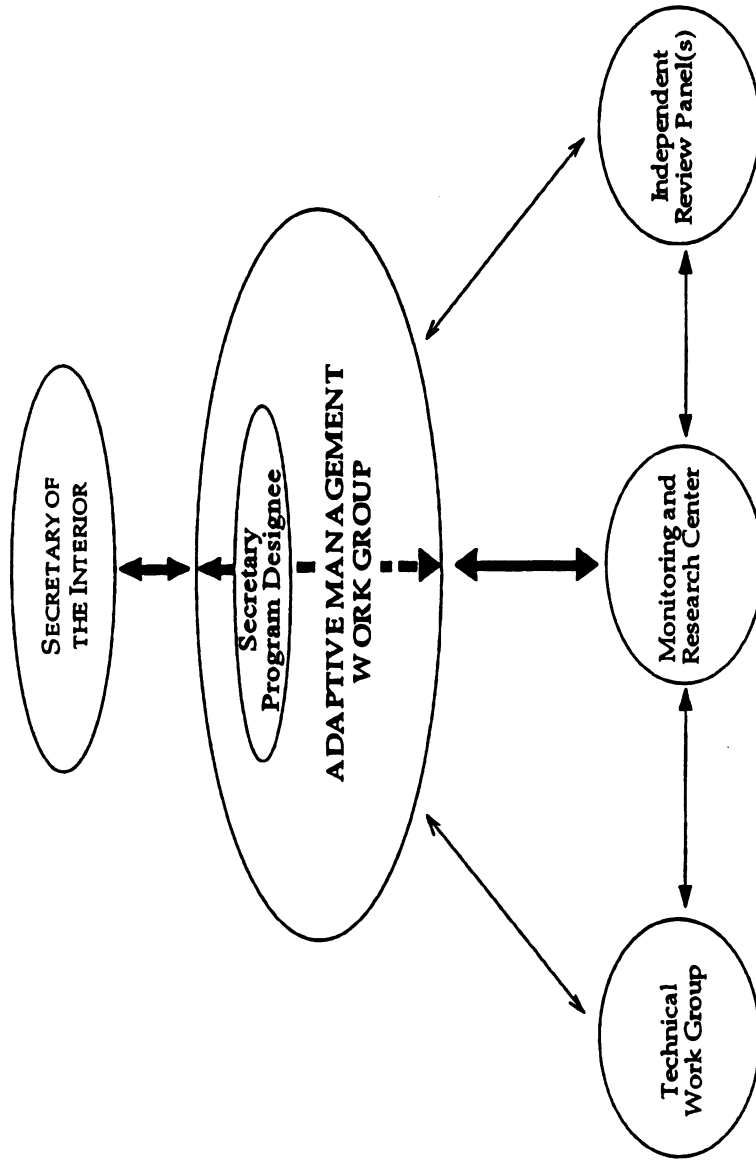 SECRETARY OF
THE INTERIOR
Secretary
Program Designee
ADAPTIVE MANAGEMENT
WORK GROUP
Technical
Work Group
Monitoring and
Research Center
Independent
Review Panel(s)